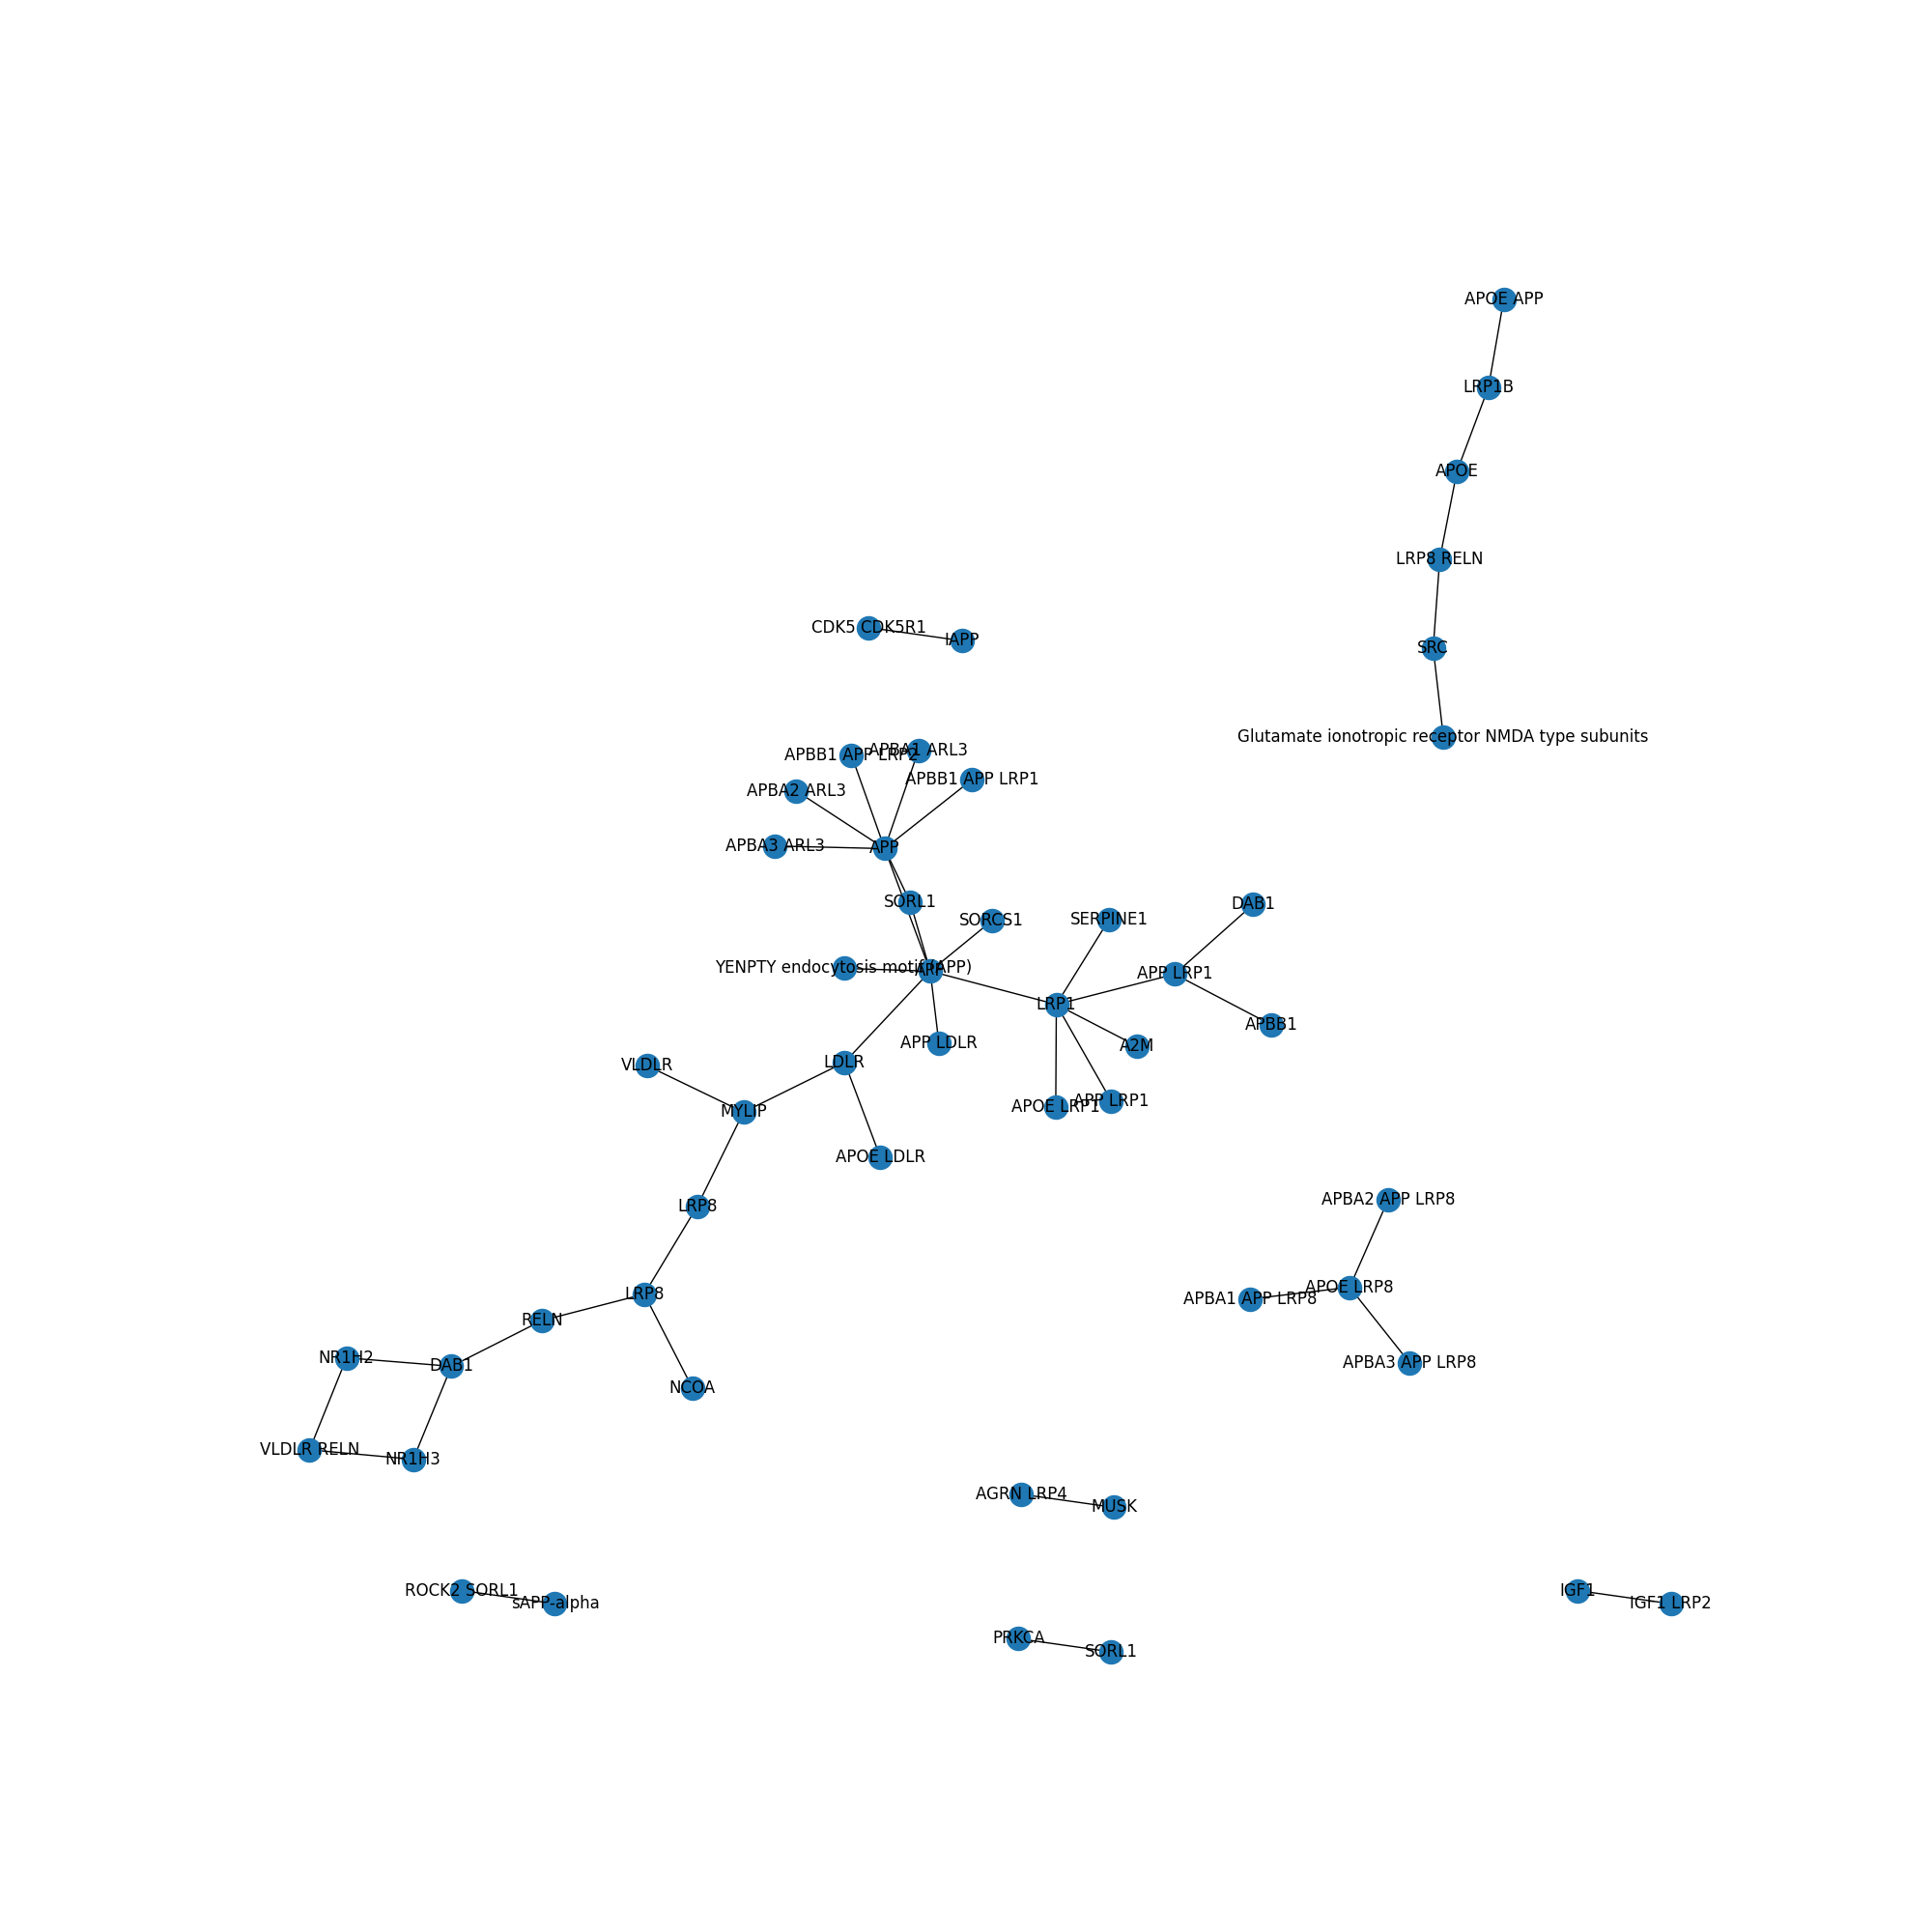 APOE APP
LRP1B
APOE
LRP8 RELN
CDK5 CDK5R1
IAPP
SRC
Glutamate ionotropic receptor NMDA type subunits
APBB1 APP LRP2
APBA1 ARL3
APBB1 APP LRP1
APBA2 ARL3
APBA3 ARL3
APP
SORL1
SORCS1
SERPINE1
DAB1
YENPTY endocytosis motif (APP)
APP
APP LRP1
LRP1
APBB1
APP LDLR
A2M
VLDLR
LDLR
APOE LRP1
APP LRP1
MYLIP
APOE LDLR
LRP8
APBA2 APP LRP8
APOE LRP8
APBA1 APP LRP8
LRP8
RELN
NR1H2
DAB1
APBA3 APP LRP8
NCOA
VLDLR RELN
NR1H3
AGRN LRP4
MUSK
ROCK2 SORL1
sAPP-alpha
IGF1
IGF1 LRP2
PRKCA
SORL1